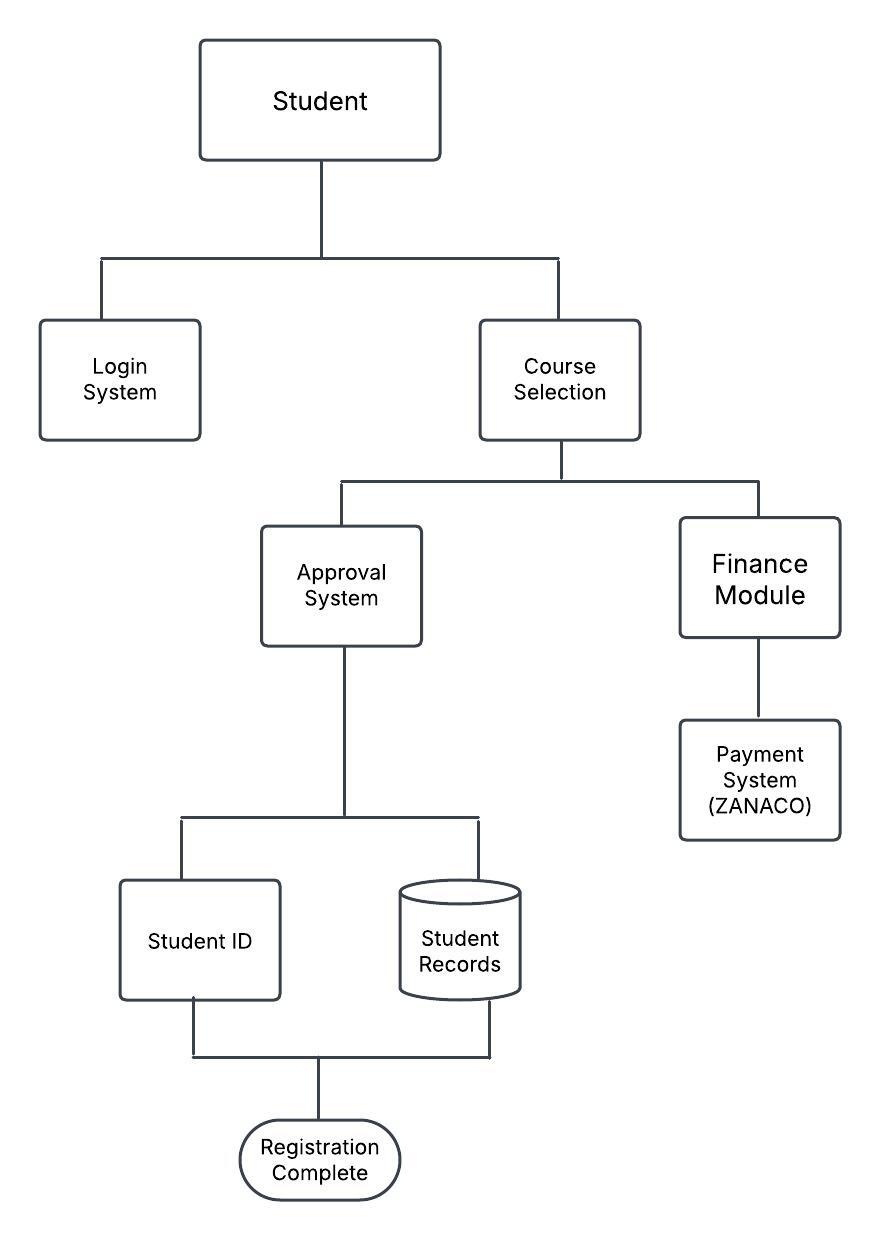 Student
Login
System
Course
Selection
Approval
System
Finance
Module
Payment
System
(ZANACO)
Student ID
Student
Records
Registration
Complete